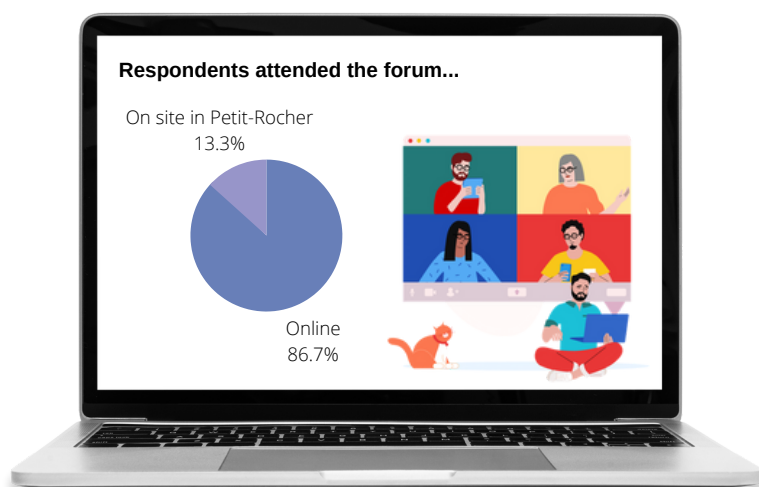 Respondents attended the forum...
On site in Petit-Rocher
13.3%
Online
86.7%